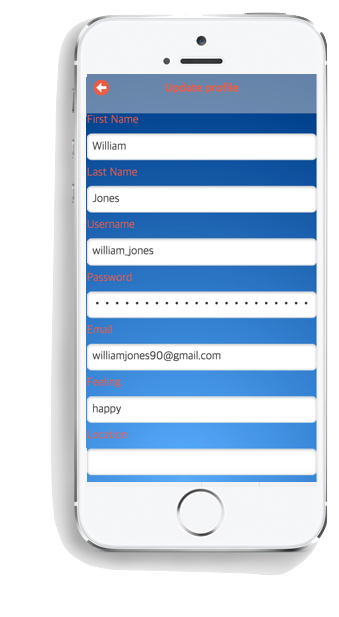 Update profile
First Name
William
Last Name
Jones
Username
william_jones
Password
Email
williamjones90@gmail.com
Feeling
happy
Location